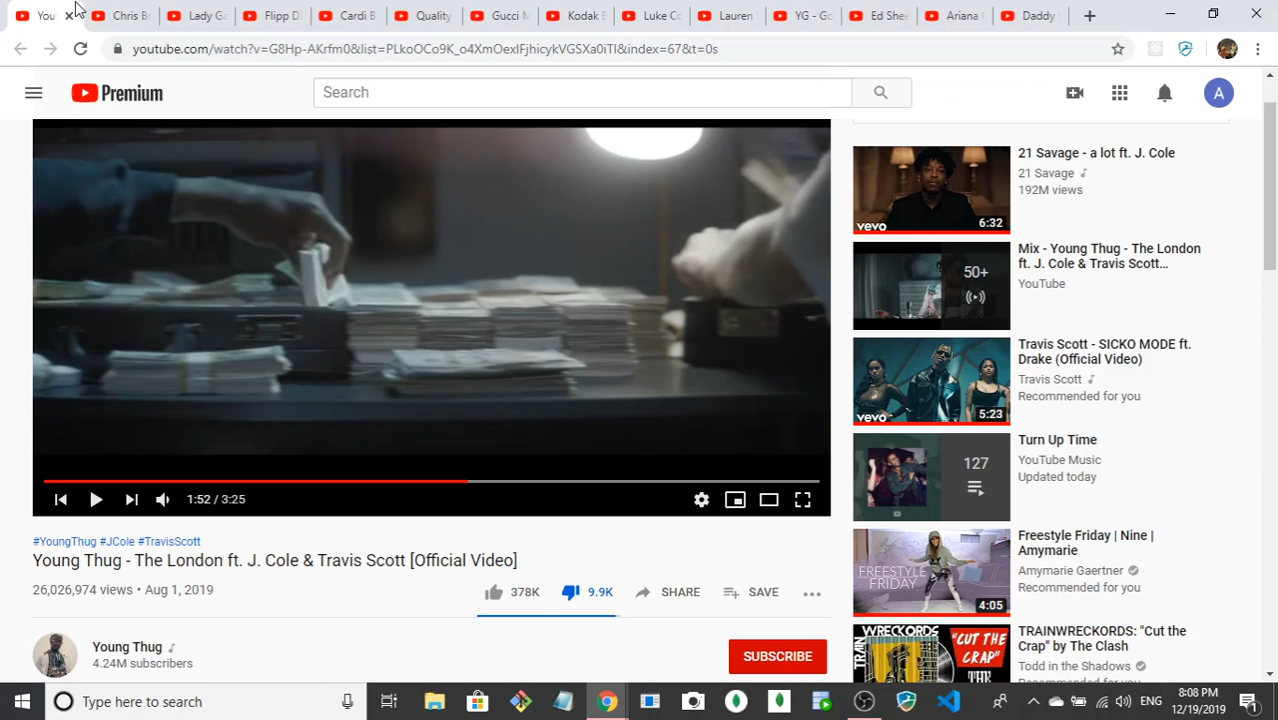 You
Chris Br
Lady Ga
Flipp Di
Cardi B
Quality
Gucci M
Kodak B
Luke Co
Lauren
YG - Go
Ed Shee
Ariana
Daddy Y
youtube.com/watch?v=G8Hp-AKrfm0&list=PLkoOCo9K_o4XmOexIFjhicykVGSXa0iTI&index=67&t=0s
Premium
Search
A
21 Savage - a lot ft. J. Cole
21 Savage
192M views
6:32
vevo
Mix - Young Thug - The London
ft. J. Cole & Travis Scott...
YouTube
50+
Travis Scott - SICKO MODE ft.
Drake (Official Video)
Travis Scott
Recommended for you
5:23
vevo
Turn Up Time
YouTube Music
Updated today
127
Freestyle Friday | Nine |
Amymarie
Amymarie Gaertner
Recommended for you
FREESTYLE
FRIDAY
4:05
TRAINWRECKORDS: "Cut the
Crap" by The Clash
Todd in the Shadows
WRECKORDS
"CUT THE
CRAP"
1:52 / 3:25
#YoungThug #JCole #TravisScott
Young Thug - The London ft. J. Cole & Travis Scott [Official Video]
26,026,974 views • Aug 1, 2019
378K
9.9K
SHARE
SAVE
Young Thug
4.24M subscribers
SUBSCRIBE
Type here to search
ENG
8:08 PM
12/19/2019
1